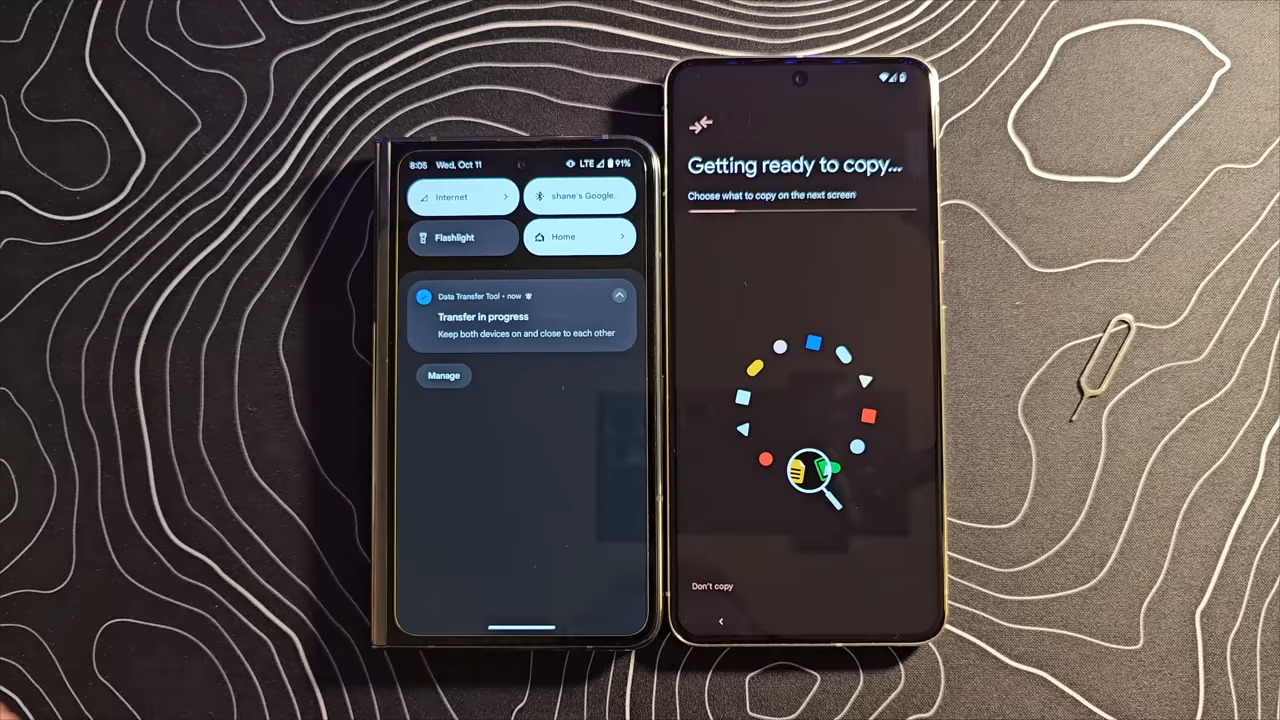 8:05 Wed, Oct 11
LTE 91%
Internet
shane's Google...
Flashlight
Home
Data Transfer Tool • now
Transfer in progress
Keep both devices on and close to each other
Manage
Getting ready to copy...
Choose what to copy on the next screen
Don't copy